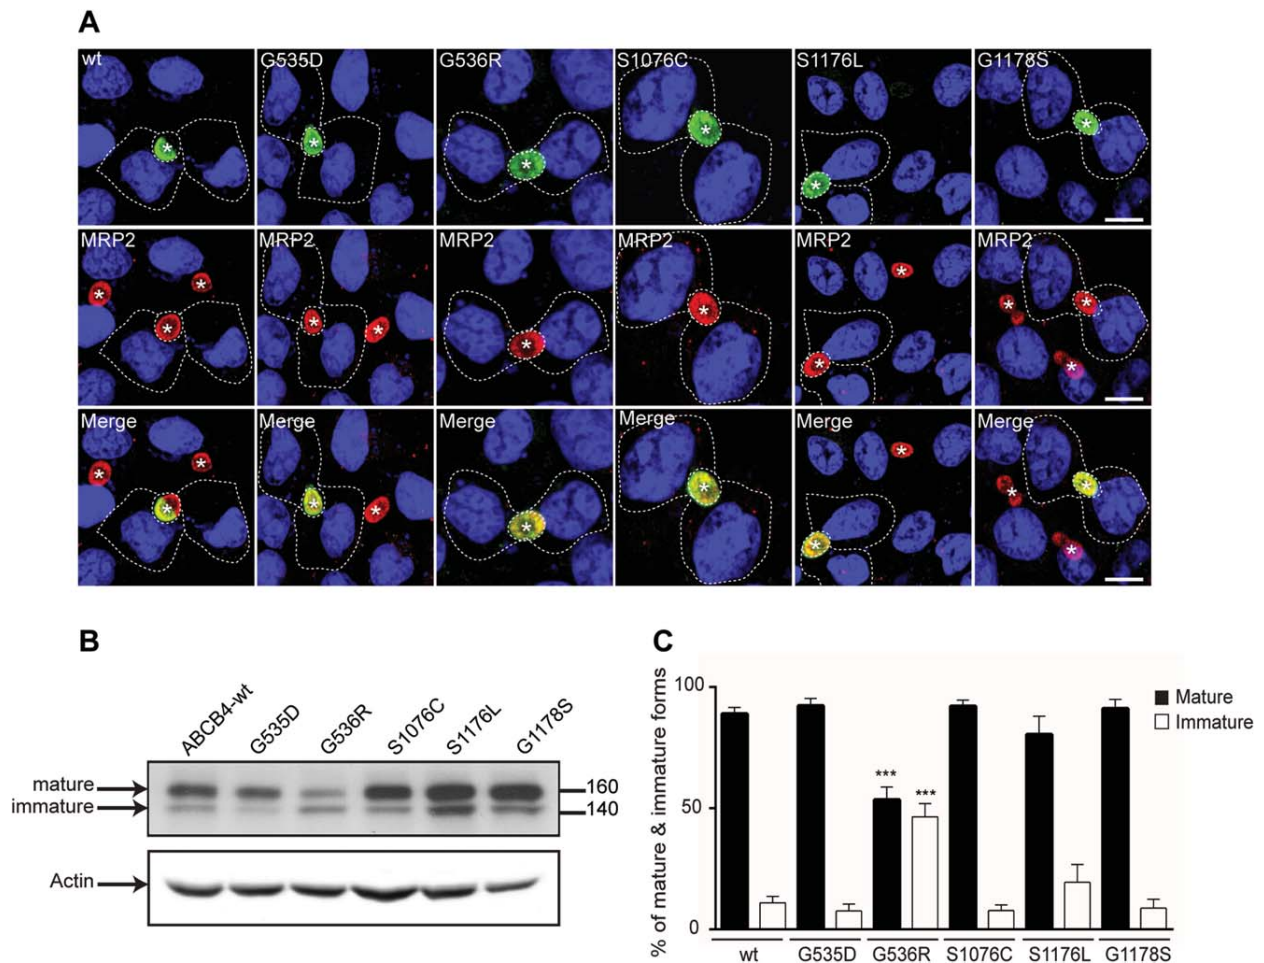 A
wt G535D G536R S1076C S1176L G1178S
* * * * * *
MRP2 MRP2 MRP2 MRP2 MRP2 MRP2
* * * * * * * * * * * *
Merge Merge Merge Merge Merge Merge
* * * * * * * * * * * *
B
ABCB4-wt G535D G536R S1076C S1176L G1178S
mature 160
immature 140
Actin
C
% of mature & immature forms
100
50
0
*** ***
Mature
Immature
wt G535D G536R S1076C S1176L G1178S